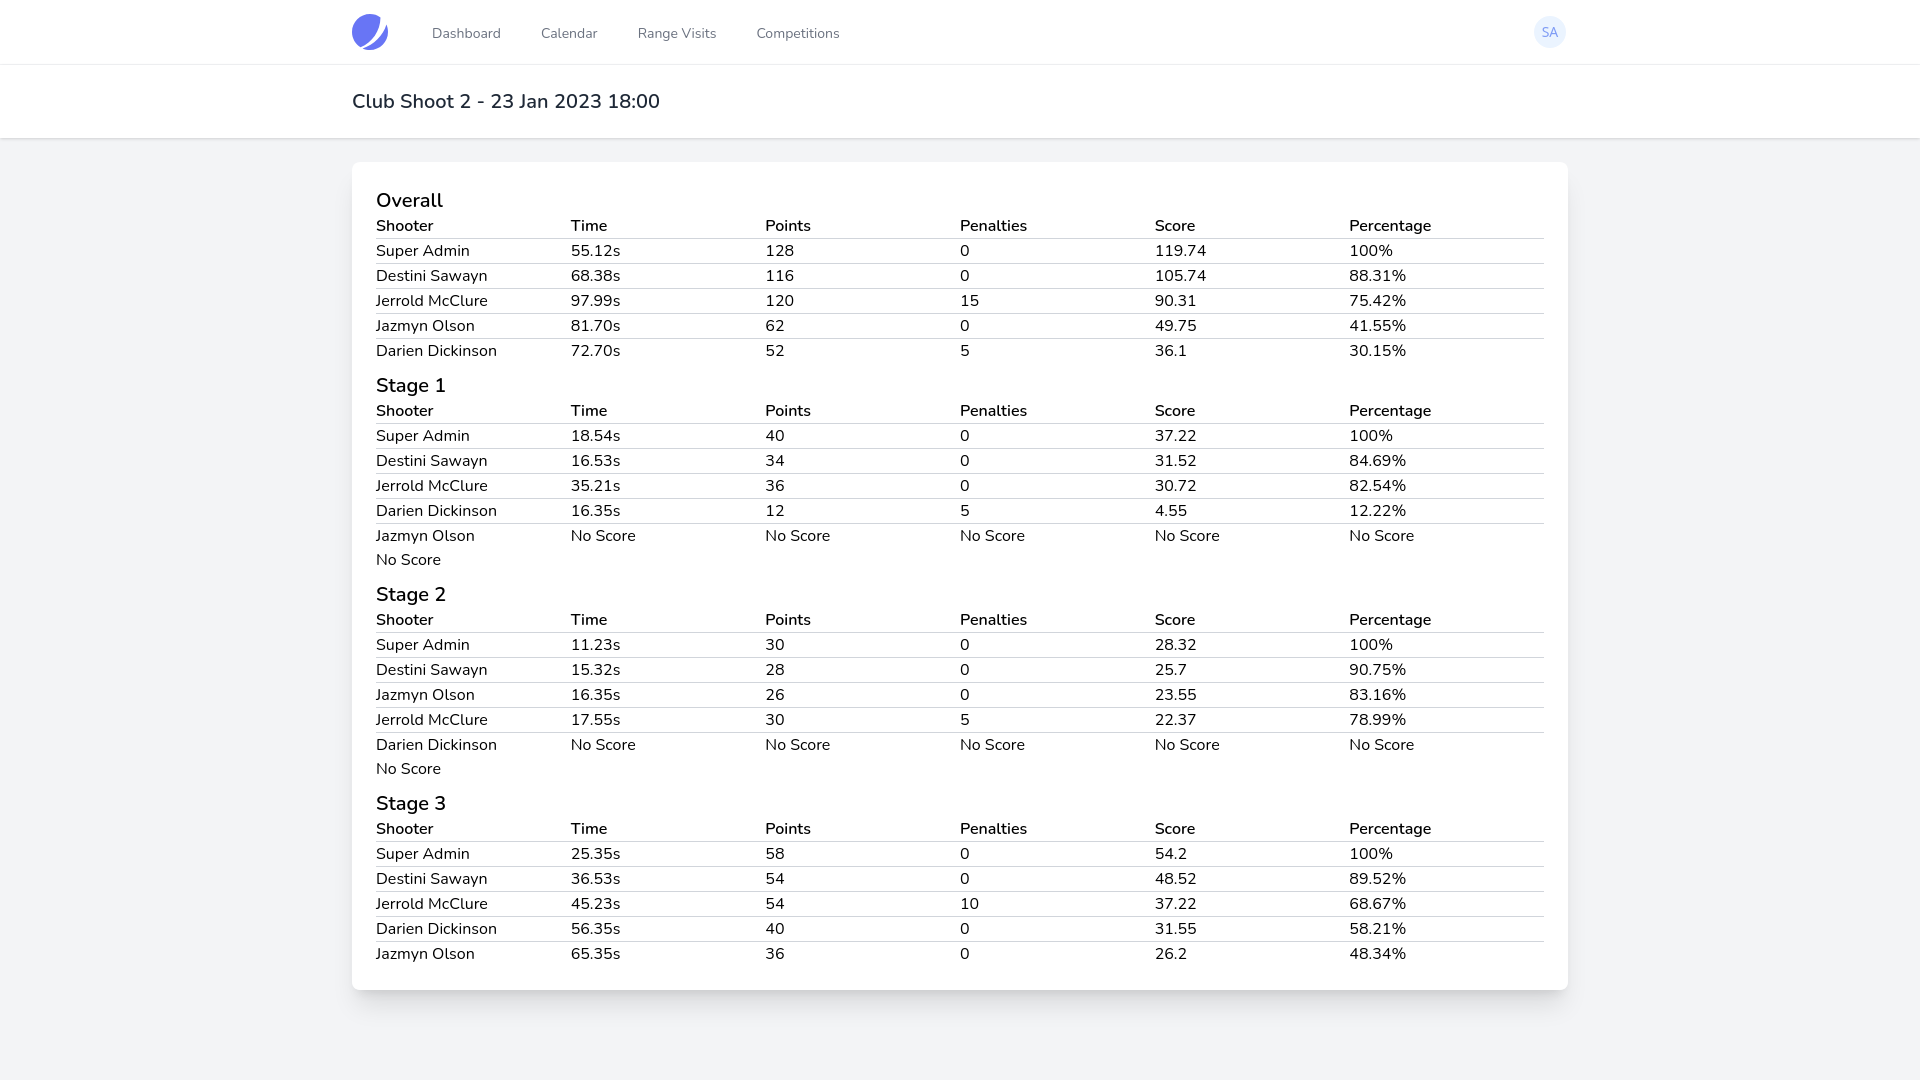 Dashboard Calendar Range Visits Competitions SA
Club Shoot 2 - 23 Jan 2023 18:00
Overall
Shooter Time Points Penalties Score Percentage
Super Admin 55.12s 128 0 119.74 100%
Destini Sawayn 68.38s 116 0 105.74 88.31%
Jerrold McClure 97.99s 120 15 90.31 75.42%
Jazmyn Olson 81.70s 62 0 49.75 41.55%
Darien Dickinson 72.70s 52 5 36.1 30.15%
Stage 1
Shooter Time Points Penalties Score Percentage
Super Admin 18.54s 40 0 37.22 100%
Destini Sawayn 16.53s 34 0 31.52 84.69%
Jerrold McClure 35.21s 36 0 30.72 82.54%
Darien Dickinson 16.35s 12 5 4.55 12.22%
Jazmyn Olson No Score No Score No Score No Score No Score
No Score
Stage 2
Shooter Time Points Penalties Score Percentage
Super Admin 11.23s 30 0 28.32 100%
Destini Sawayn 15.32s 28 0 25.7 90.75%
Jazmyn Olson 16.35s 26 0 23.55 83.16%
Jerrold McClure 17.55s 30 5 22.37 78.99%
Darien Dickinson No Score No Score No Score No Score No Score
No Score
Stage 3
Shooter Time Points Penalties Score Percentage
Super Admin 25.35s 58 0 54.2 100%
Destini Sawayn 36.53s 54 0 48.52 89.52%
Jerrold McClure 45.23s 54 10 37.22 68.67%
Darien Dickinson 56.35s 40 0 31.55 58.21%
Jazmyn Olson 65.35s 36 0 26.2 48.34%